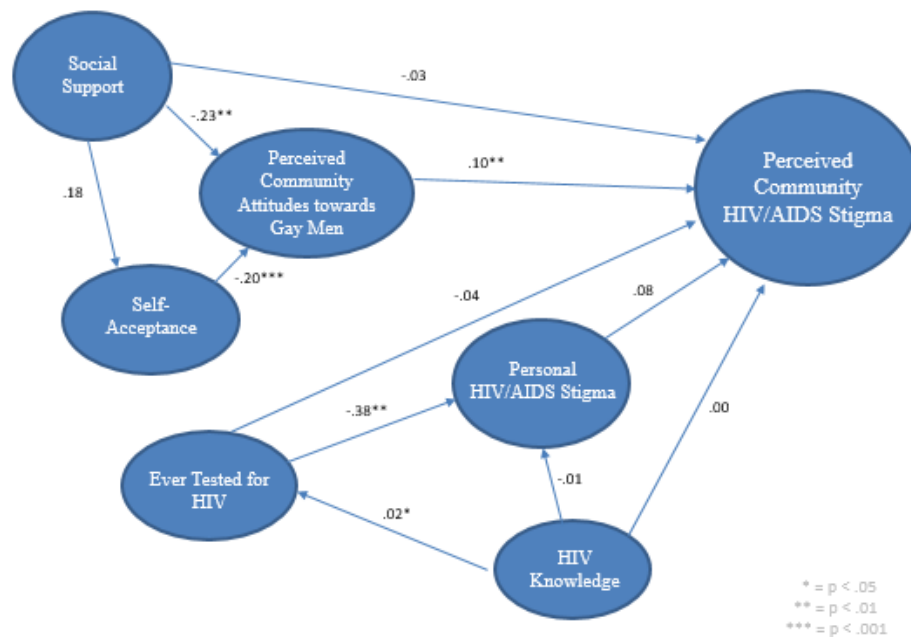 Social
Support
-.03
-.23**
Perceived
Community
Attitudes towards
Gay Men
.10**
Perceived
Community
HIV/AIDS Stigma
.18
-.20***
Self-
Acceptance
-.04
.08
Personal
HIV/AIDS Stigma
-.38**
.00
Ever Tested for
HIV
-.01
.02*
HIV
Knowledge
* = p < .05
** = p < .01
*** = p < .001